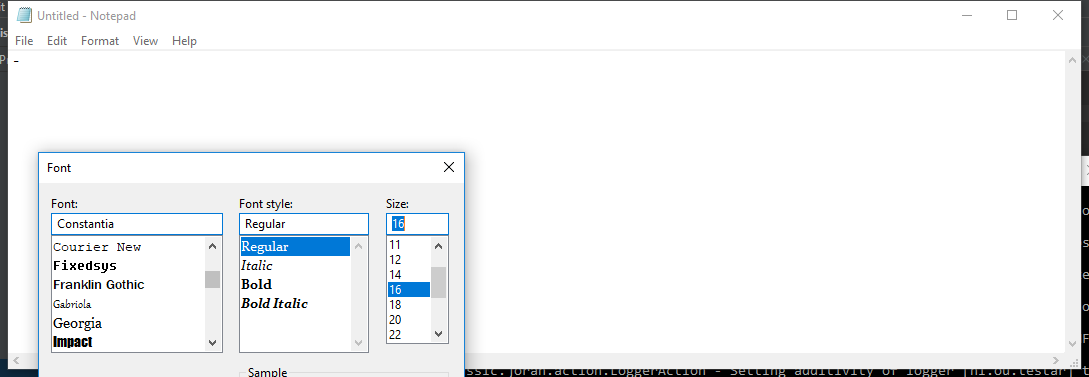 Untitled - Notepad
File Edit Format View Help
-
Font
Font: Font style: Size:
Constantia Regular 16
Courier New Regular 11
Fixedsys Italic 12
Franklin Gothic Bold 14
Gabriola Bold Italic 16
Georgia 18
Impact 20
22
Sample
ssic.joran.action.LoggerAction - Setting additivity of logger [nl.ou.testar] t